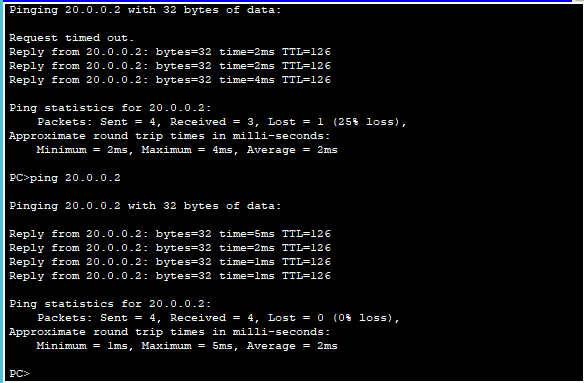 Pinging 20.0.0.2 with 32 bytes of data:
Request timed out.
Reply from 20.0.0.2: bytes=32 time=2ms TTL=126
Reply from 20.0.0.2: bytes=32 time=2ms TTL=126
Reply from 20.0.0.2: bytes=32 time=4ms TTL=126
Ping statistics for 20.0.0.2:
Packets: Sent = 4, Received = 3, Lost = 1 (25% loss),
Approximate round trip times in milli-seconds:
Minimum = 2ms, Maximum = 4ms, Average = 2ms
PC>ping 20.0.0.2
Pinging 20.0.0.2 with 32 bytes of data:
Reply from 20.0.0.2: bytes=32 time=5ms TTL=126
Reply from 20.0.0.2: bytes=32 time=2ms TTL=126
Reply from 20.0.0.2: bytes=32 time=1ms TTL=126
Reply from 20.0.0.2: bytes=32 time=1ms TTL=126
Ping statistics for 20.0.0.2:
Packets: Sent = 4, Received = 4, Lost = 0 (0% loss),
Approximate round trip times in milli-seconds:
Minimum = 1ms, Maximum = 5ms, Average = 2ms
PC>